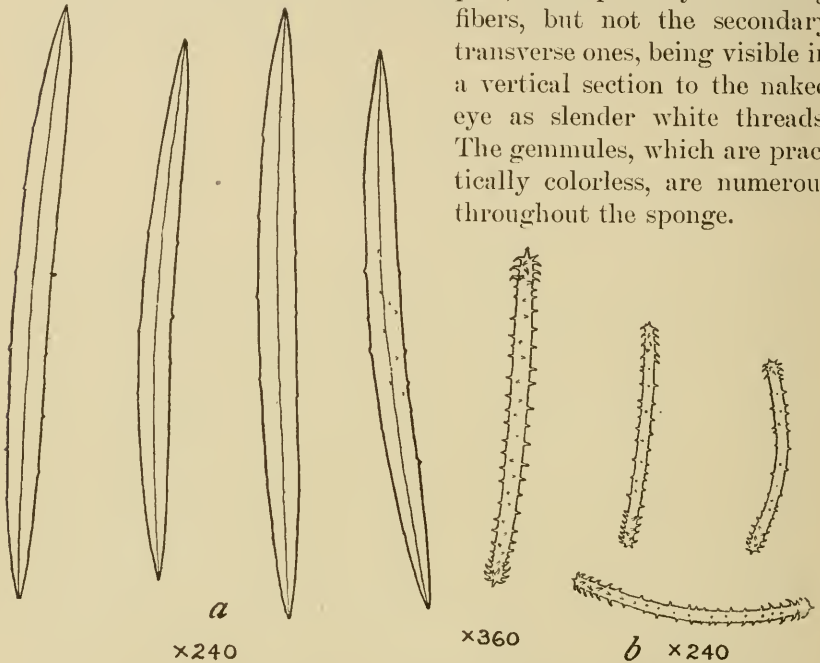 fibers, but not the secondary
transverse ones, being visible in
a vertical section to the naked
eye as slender white threads
The gemmules, which are prac-
tically colorless, are numerou
throughout the sponge.
a
×240
×360
b ×240